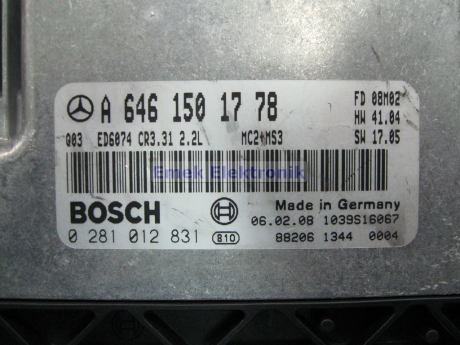 A 646 150 17 78
FD 08M02
HW 41.04
Q03 ED6074 CR3.31 2.2L MC2+MS3 SW 17.05
Emek Elektronik
BOSCH
Made in Germany
06.02.08 1039S16067
0 281 012 831 B10 88206 1344 0004